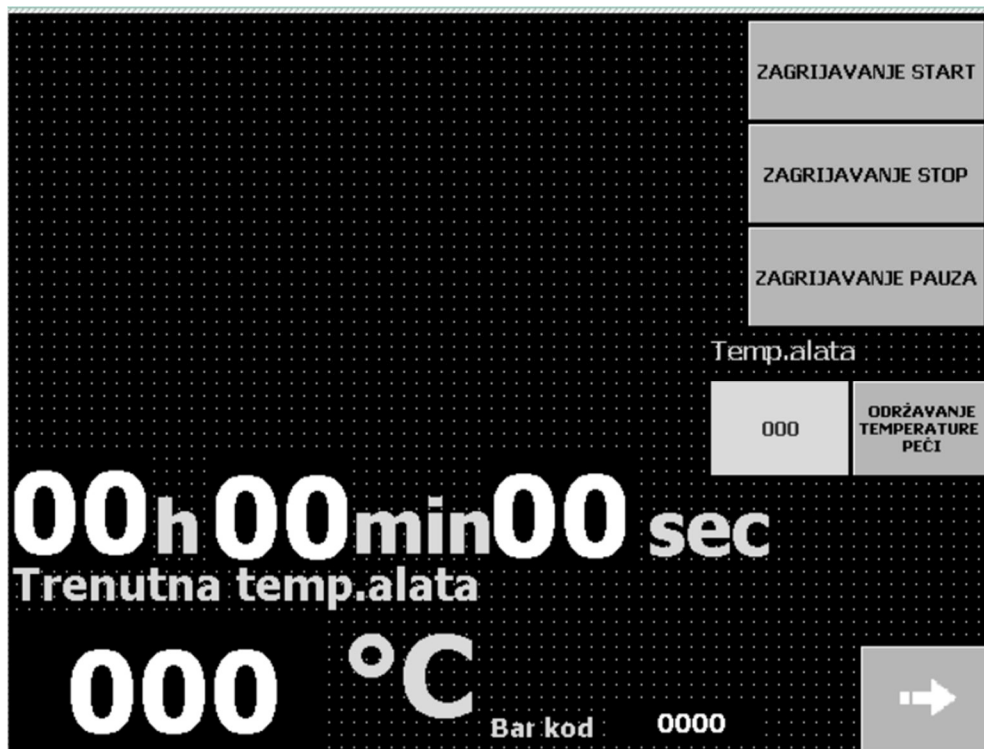 ZAGRIJAVANJE START
ZAGRIJAVANJE STOP
ZAGRIJAVANJE PAUZA
Temp.alata
000
ODRŽAVANJE
TEMPERATURE
PEĆI
00h 00min00 sec
Trenutna temp.alata
000 °C
Bar kod 0000